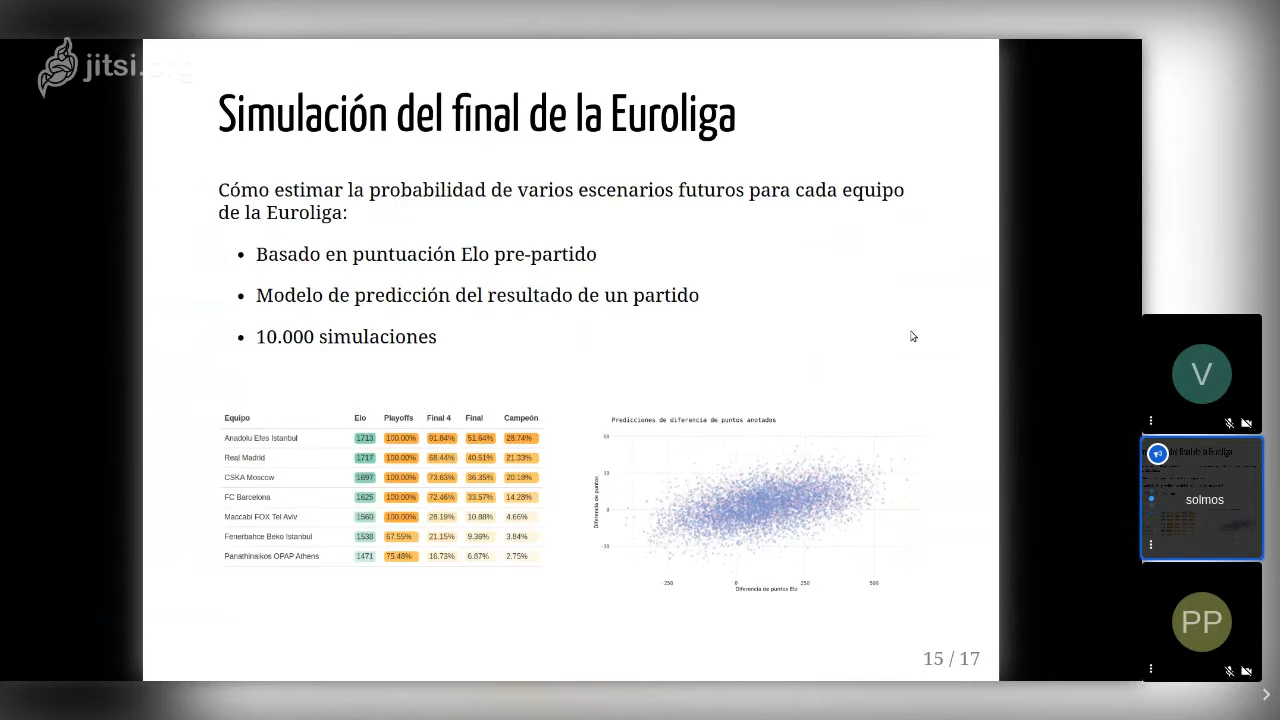 jitsi.org
Simulación del final de la Euroliga
Cómo estimar la probabilidad de varios escenarios futuros para cada equipo
de la Euroliga:
• Basado en puntuación Elo pre-partido
• Modelo de predicción del resultado de un partido
• 10.000 simulaciones
Equipo Elo Playoffs Final 4 Final Campeón
Anadolu Efes Istanbul 1713 100.00% 91.84% 51.64% 28.74%
Real Madrid 1717 100.00% 68.44% 40.51% 21.33%
CSKA Moscow 1697 100.00% 73.63% 36.35% 20.18%
FC Barcelona 1625 100.00% 72.46% 33.57% 14.28%
Maccabi FOX Tel Aviv 1560 100.00% 28.19% 10.88% 4.66%
Fenerbahce Beko Istanbul 1538 67.55% 21.15% 9.36% 3.84%
Panathinaikos OPAP Athens 1471 75.48% 16.73% 6.87% 2.75%
Predicciones de diferencia de puntos anotados
Diferencia de puntos
0
-250 0 250 500
Diferencia de puntos Elo
15 / 17
V
solmos
PP